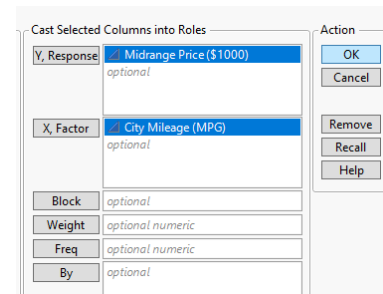 Cast Selected Columns into Roles
Y, Response
Midrange Price ($1000)
optional
X, Factor
City Mileage (MPG)
optional
Block
optional
Weight
optional numeric
Freq
optional numeric
By
optional
Action
OK
Cancel
Remove
Recall
Help